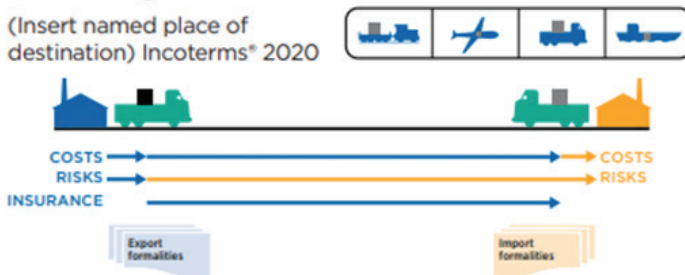 (Insert named place of
destination) Incoterms® 2020
COSTS
COSTS
RISKS
RISKS
INSURANCE
Export
formalities
Import
formalities